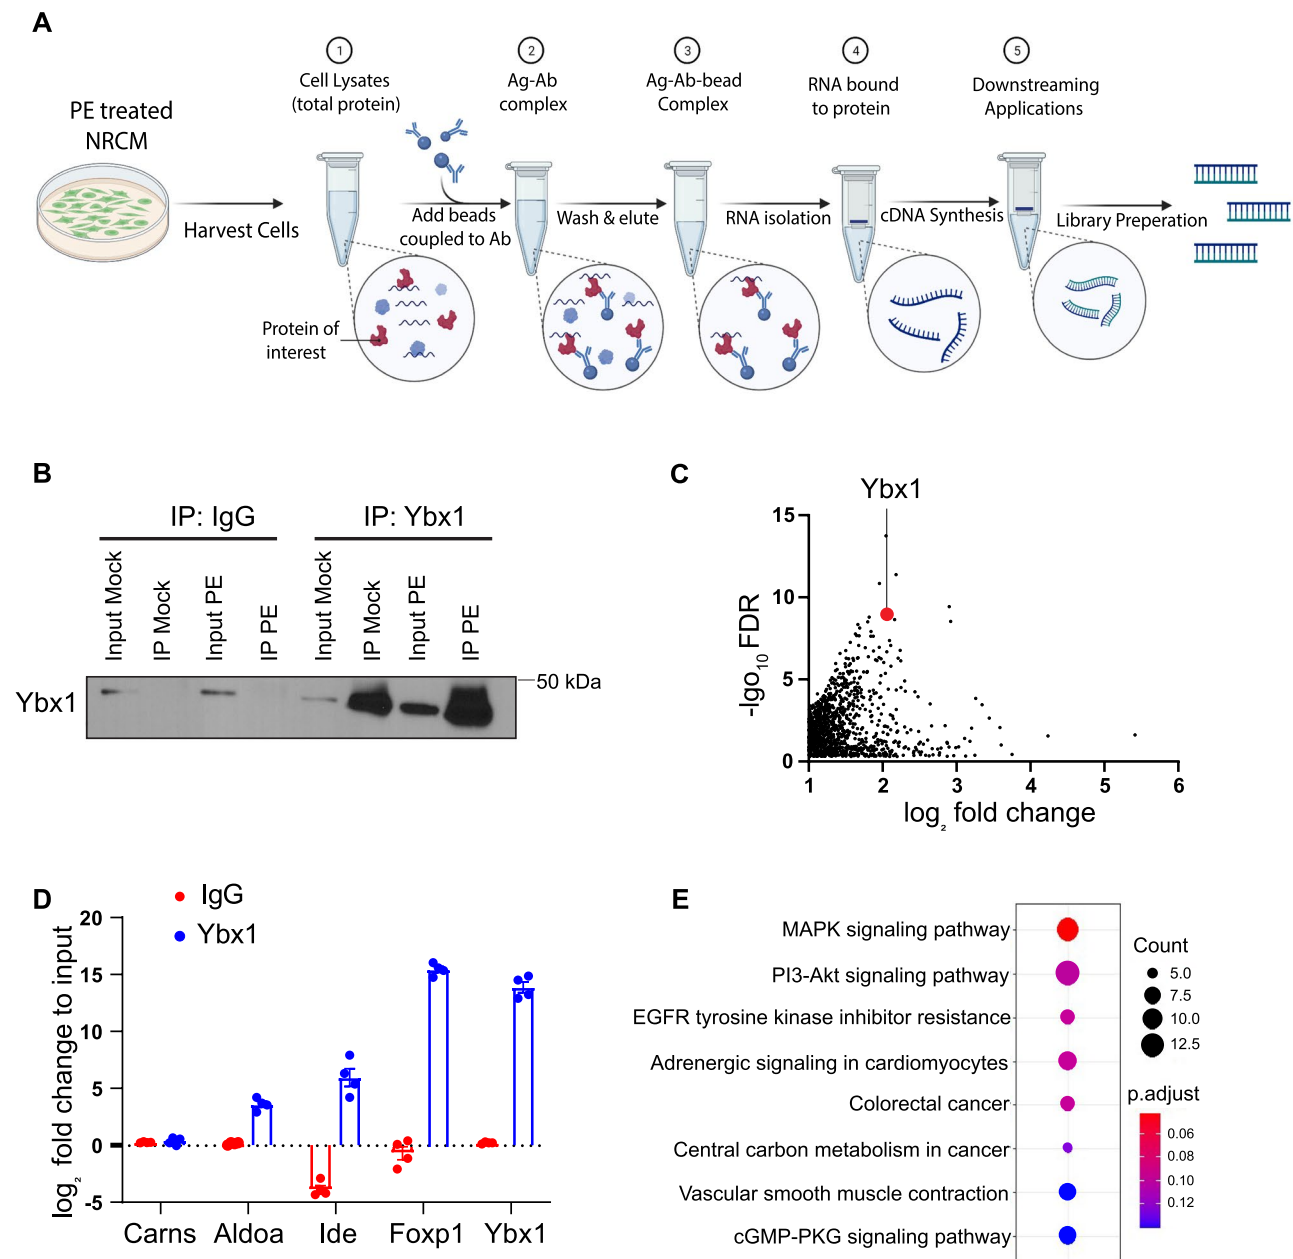 A
1
2
3
4
5
Cell Lysates
(total protein)
Ag-Ab
complex
Ag-Ab-bead
Complex
RNA bound
to protein
Downstreaming
Applications
PE treated
NRCM
Harvest Cells
Add beads
coupled to Ab
Wash & elute
RNA isolation
cDNA Synthesis
Library Preperation
Protein of
interest
B
IP: IgG
IP: Ybx1
Input Mock
IP Mock
Input PE
IP PE
Input Mock
IP Mock
Input PE
IP PE
Ybx1
50 kDa
C
Ybx1
15
10
5
0
-lgo10 FDR
1
2
3
4
5
6
log2 fold change
D
IgG
Ybx1
20
15
10
5
0
-5
log2 fold change to input
Carns
Aldoa
Ide
Foxp1
Ybx1
E
MAPK signaling pathway
PI3-Akt signaling pathway
EGFR tyrosine kinase inhibitor resistance
Adrenergic signaling in cardiomyocytes
Colorectal cancer
Central carbon metabolism in cancer
Vascular smooth muscle contraction
cGMP-PKG signaling pathway
Count
5.0
7.5
10.0
12.5
p.adjust
0.06
0.08
0.10
0.12